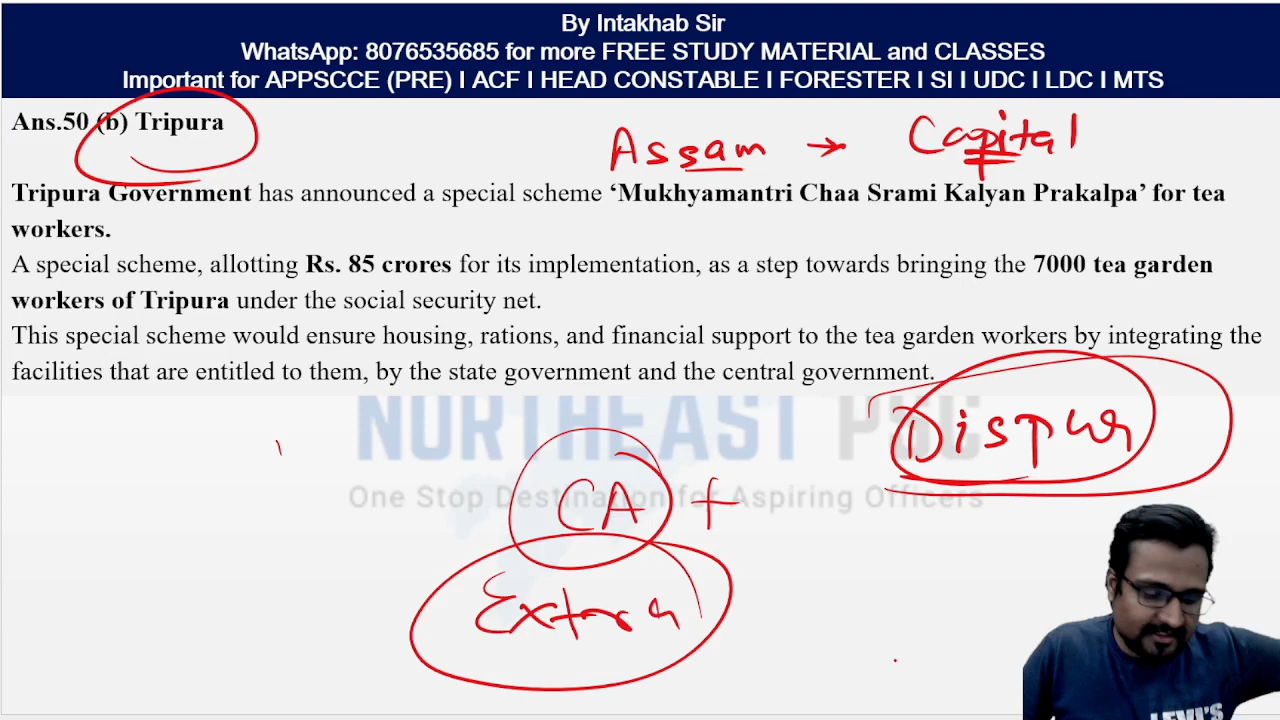 By Intakhab Sir
WhatsApp: 8076535685 for more FREE STUDY MATERIAL and CLASSES
Important for APPSCCE (PRE) I ACF I HEAD CONSTABLE I FORESTER I SI I UDC I LDC I MTS
Ans.50 (b) Tripura
Assam → Capital
Tripura Government has announced a special scheme ‘Mukhyamantri Chaa Srami Kalyan Prakalpa’ for tea
workers.
A special scheme, allotting Rs. 85 crores for its implementation, as a step towards bringing the 7000 tea garden
workers of Tripura under the social security net.
This special scheme would ensure housing, rations, and financial support to the tea garden workers by integrating the
facilities that are entitled to them, by the state government and the central government.
Dispur
NORTHEAST PSC
One Stop Destination for Aspiring Officers
CA +
Extra
LEVI'S